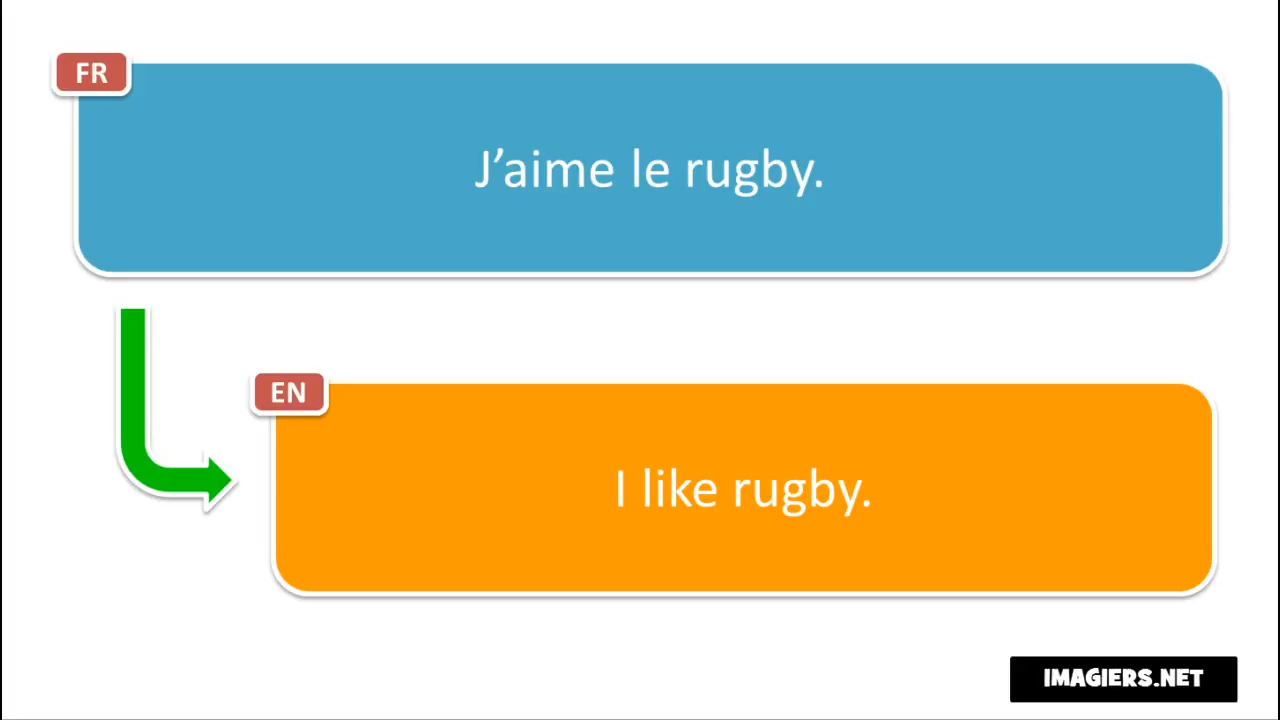 FR
J’aime le rugby.
EN
I like rugby.
IMAGIERS.NET